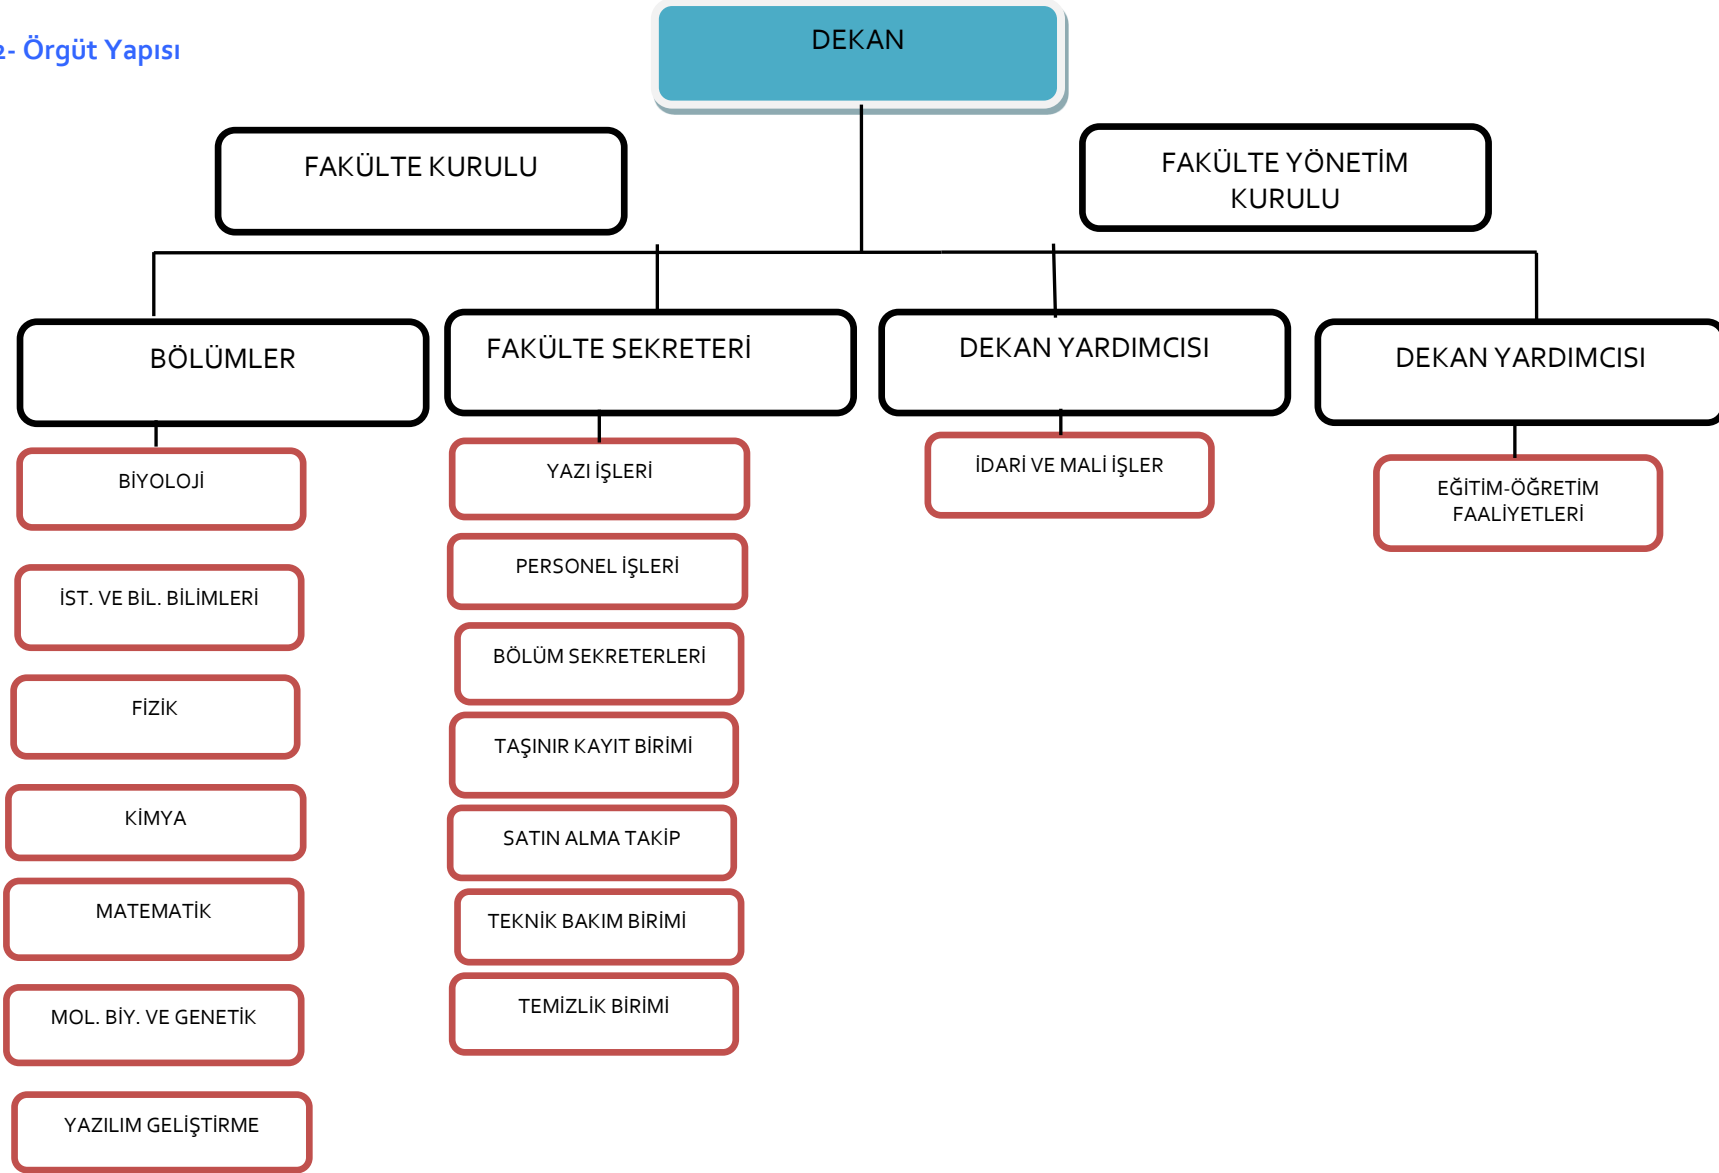 2- Örgüt Yapısı
DEKAN
FAKÜLTE KURULU
FAKÜLTE YÖNETİM
KURULU
BÖLÜMLER
FAKÜLTE SEKRETERİ
DEKAN YARDIMCISI
DEKAN YARDIMCISI
BİYOLOJİ
İST. VE BİL. BİLİMLERİ
FİZİK
KİMYA
MATEMATİK
MOL. BİY. VE GENETİK
YAZILIM GELİŞTİRME
YAZI İŞLERİ
PERSONEL İŞLERİ
BÖLÜM SEKRETERLERİ
TAŞINIR KAYIT BİRİMİ
SATIN ALMA TAKİP
TEKNİK BAKIM BİRİMİ
TEMİZLİK BİRİMİ
İDARİ VE MALİ İŞLER
EĞİTİM-ÖĞRETİM
FAALİYETLERİ